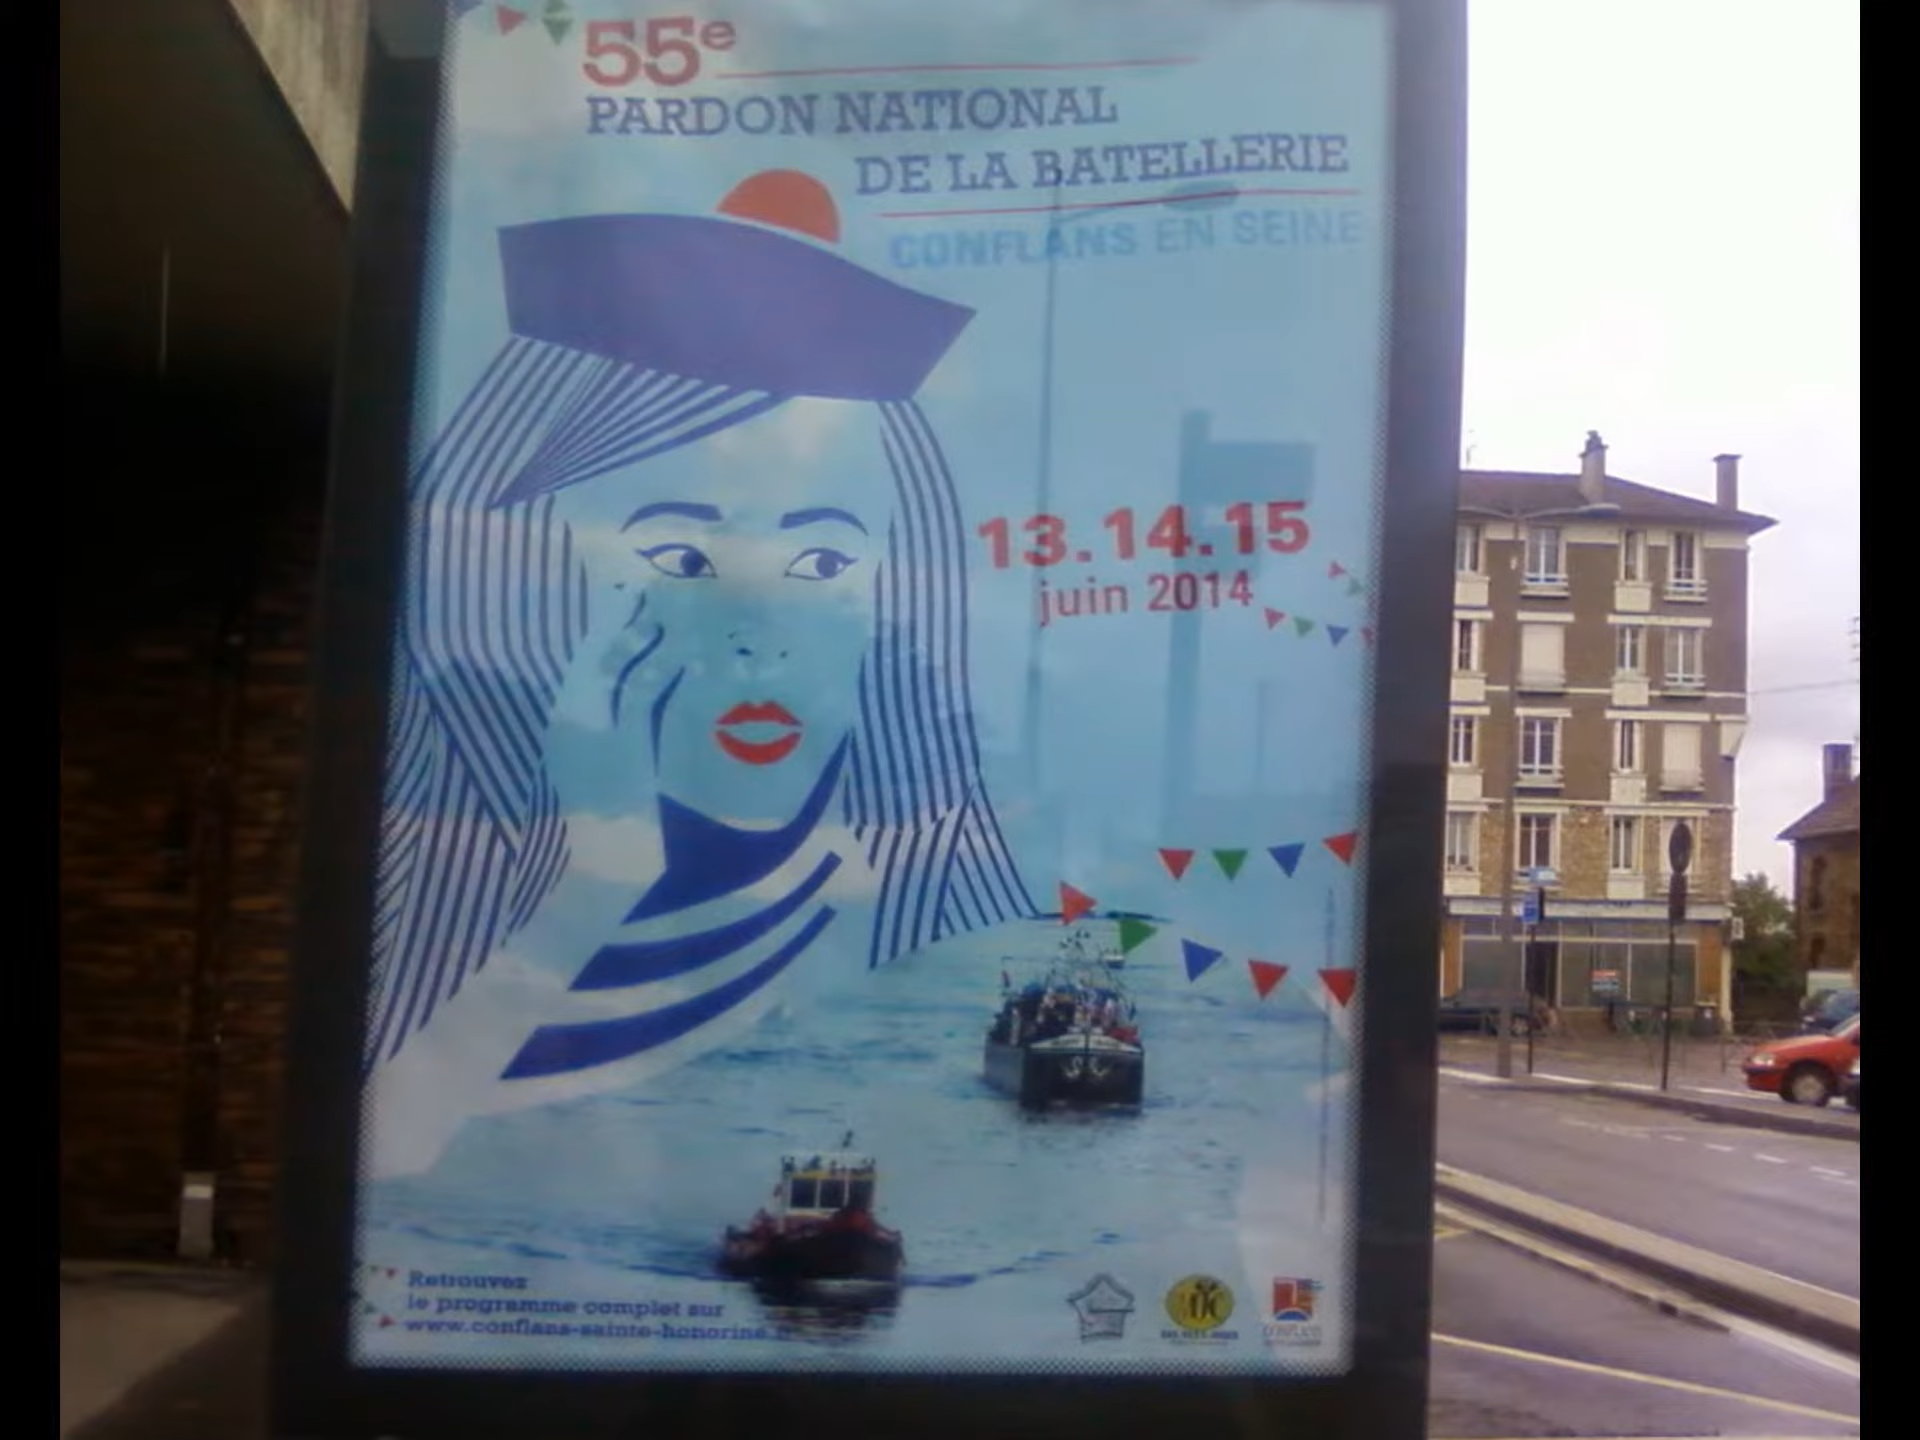 55e
PARDON NATIONAL
DE LA BATELLERIE
CONFLANS EN SEINE
13.14.15
juin 2014
Retrouvez
le programme complet sur
www.conflans-sainte-honorine.fr